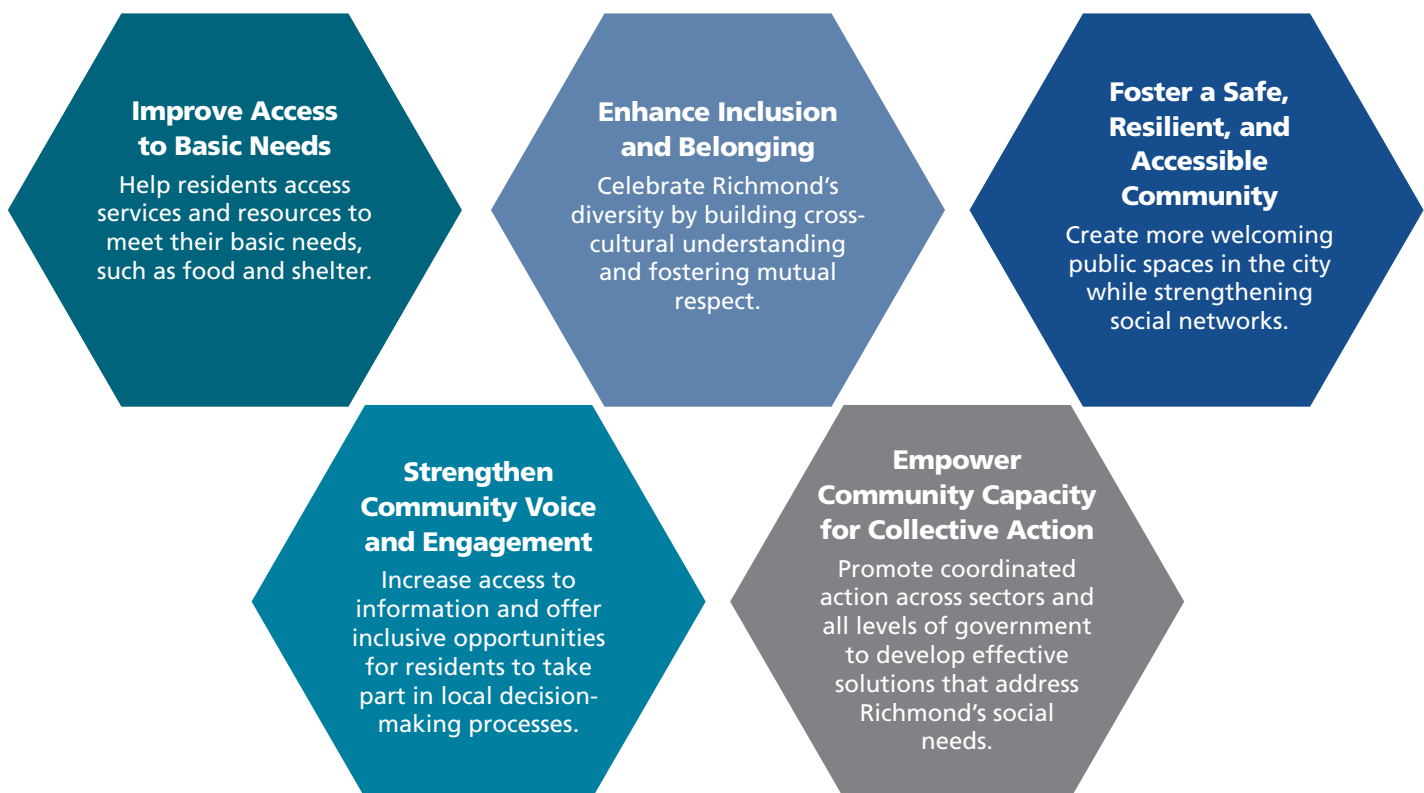 Improve Access
to Basic Needs
Help residents access
services and resources to
meet their basic needs,
such as food and shelter.
Enhance Inclusion
and Belonging
Celebrate Richmond’s
diversity by building cross-
cultural understanding
and fostering mutual
respect.
Foster a Safe,
Resilient, and
Accessible
Community
Create more welcoming
public spaces in the city
while strengthening
social networks.
Strengthen
Community Voice
and Engagement
Increase access to
information and offer
inclusive opportunities
for residents to take
part in local decision-
making processes.
Empower
Community Capacity
for Collective Action
Promote coordinated
action across sectors and
all levels of government
to develop effective
solutions that address
Richmond’s social
needs.